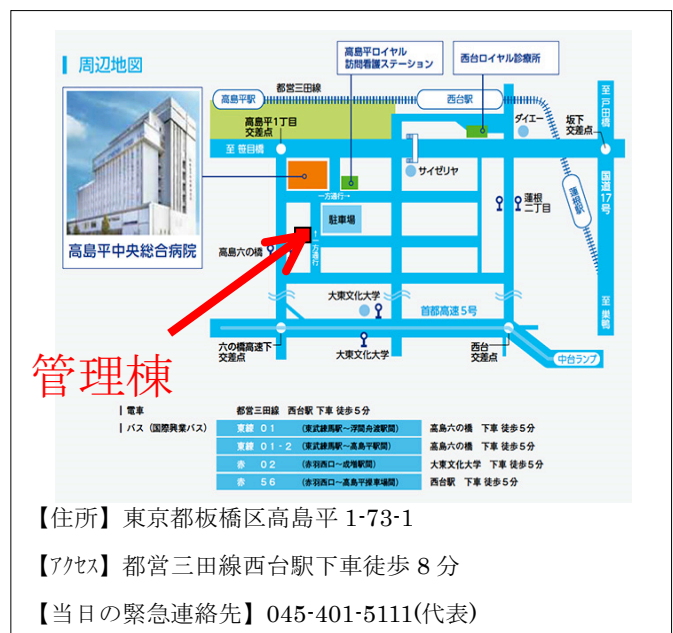 周辺地図
高島平ロイヤル
訪問看護ステーション
西台ロイヤル診療所
都営三田線
高島平駅
西台駅
至 戸田橋
高島平1丁目
交差点
ダイエー
坂下
交差点
至 笹目橋
サイゼリヤ
国道17号
蓮根駅
一方通行→
蓮根
二丁目
駐車場
高島平中央総合病院
高島六の橋
↑一方通行
大東文化大学
首都高速5号
至 巣鴨
管理棟
六の橋高速下
交差点
大東文化大学
西台
交差点
中台ランプ
| 電車 都営三田線 西台駅 下車 徒歩5分
| バス（国際興業バス） 東練 01 （東武練馬駅～浮間舟渡駅間） 高島六の橋 下車 徒歩5分
東練 01-2 （東武練馬駅～高島平駅間） 高島六の橋 下車 徒歩5分
赤 02 （赤羽西口～成増駅間） 大東文化大学 下車 徒歩5分
赤 56 （赤羽西口～高島平操車場間） 西台駅 下車 徒歩5分
【住所】東京都板橋区高島平 1-73-1
【ｱｸｾｽ】都営三田線西台駅下車徒歩 8 分
【当日の緊急連絡先】045-401-5111(代表)